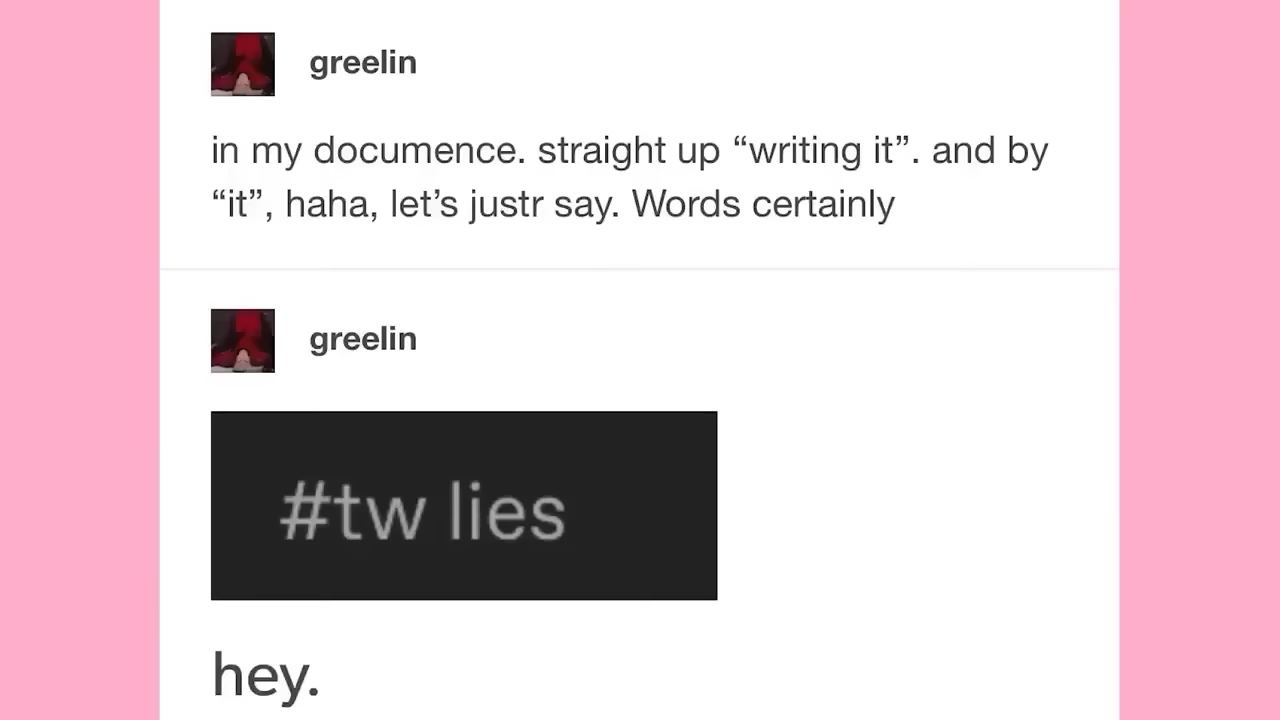 greelin
in my documence. straight up “writing it”. and by
“it”, haha, let’s justr say. Words certainly
greelin
#tw lies
hey.